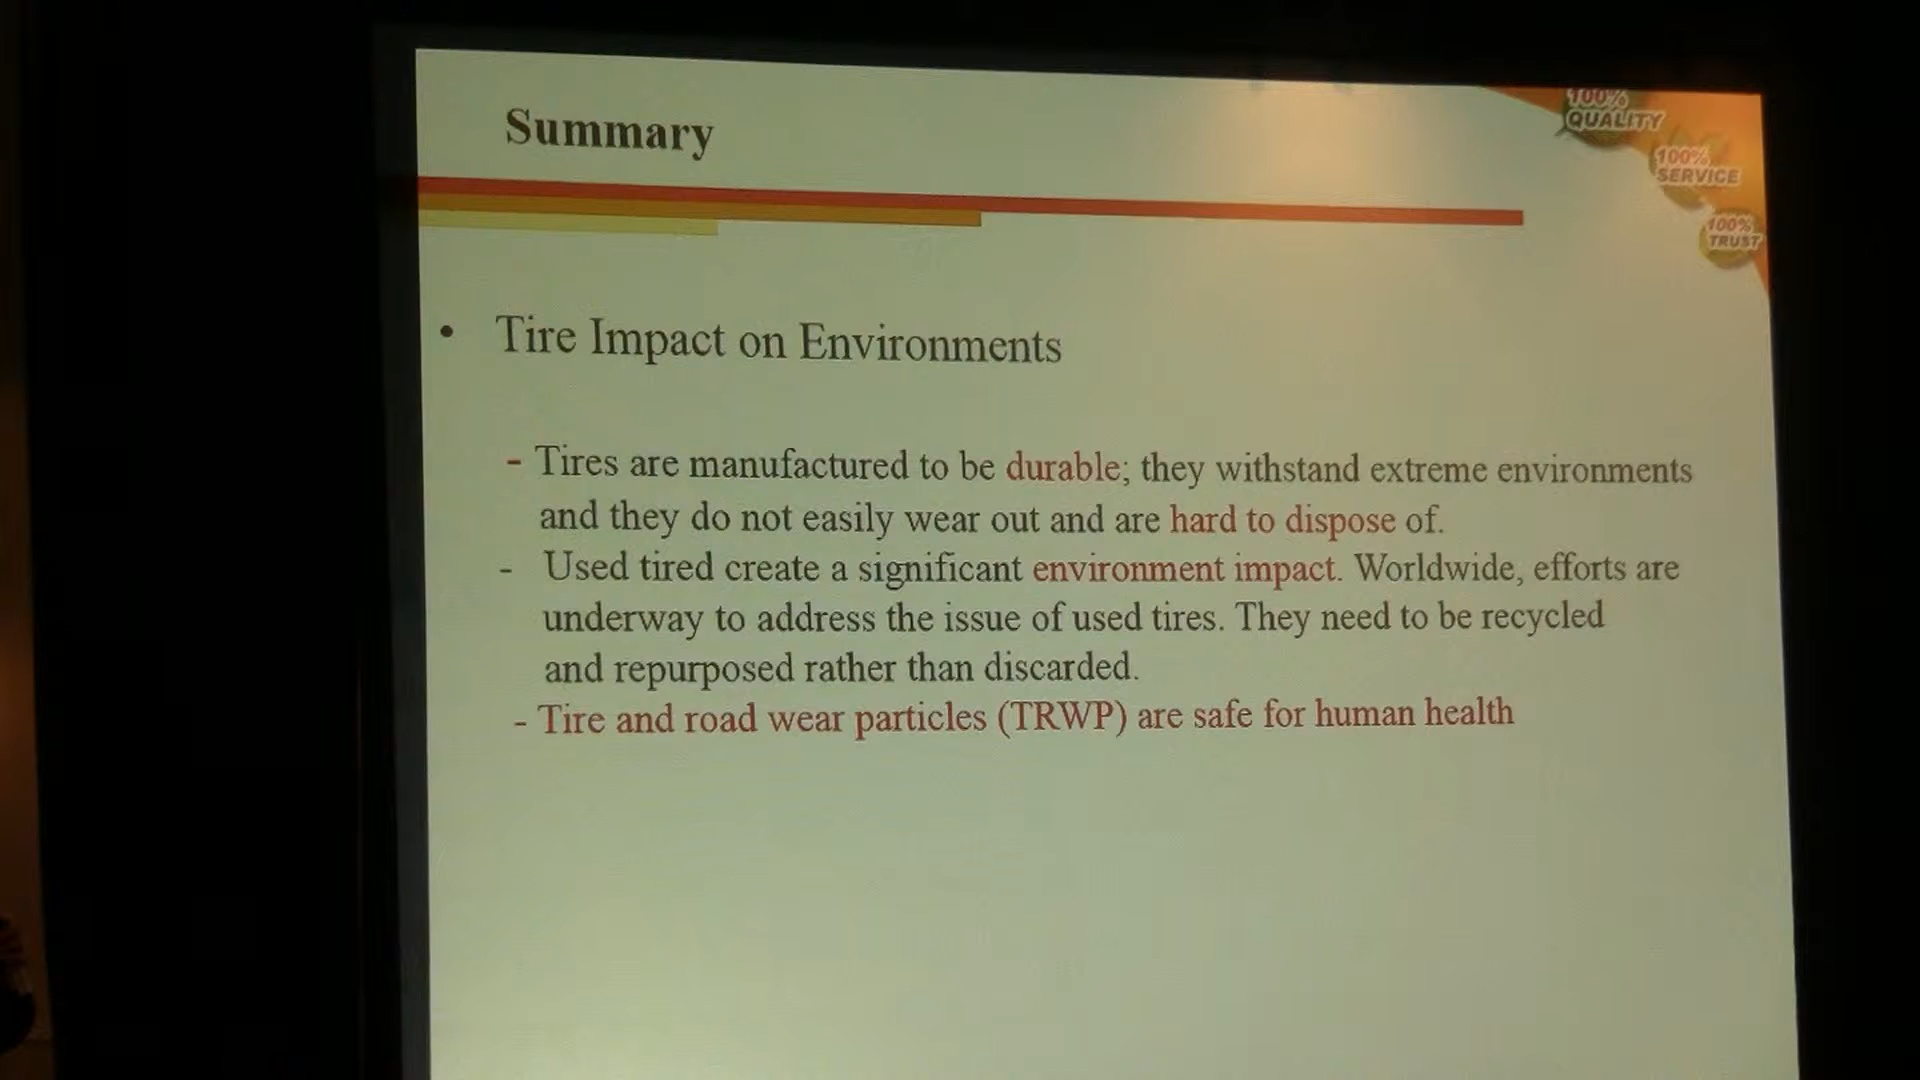 Summary
100%
QUALITY
100%
SERVICE
100%
TRUST
• Tire Impact on Environments
- Tires are manufactured to be durable; they withstand extreme environments
and they do not easily wear out and are hard to dispose of.
- Used tired create a significant environment impact. Worldwide, efforts are
underway to address the issue of used tires. They need to be recycled
and repurposed rather than discarded.
- Tire and road wear particles (TRWP) are safe for human health